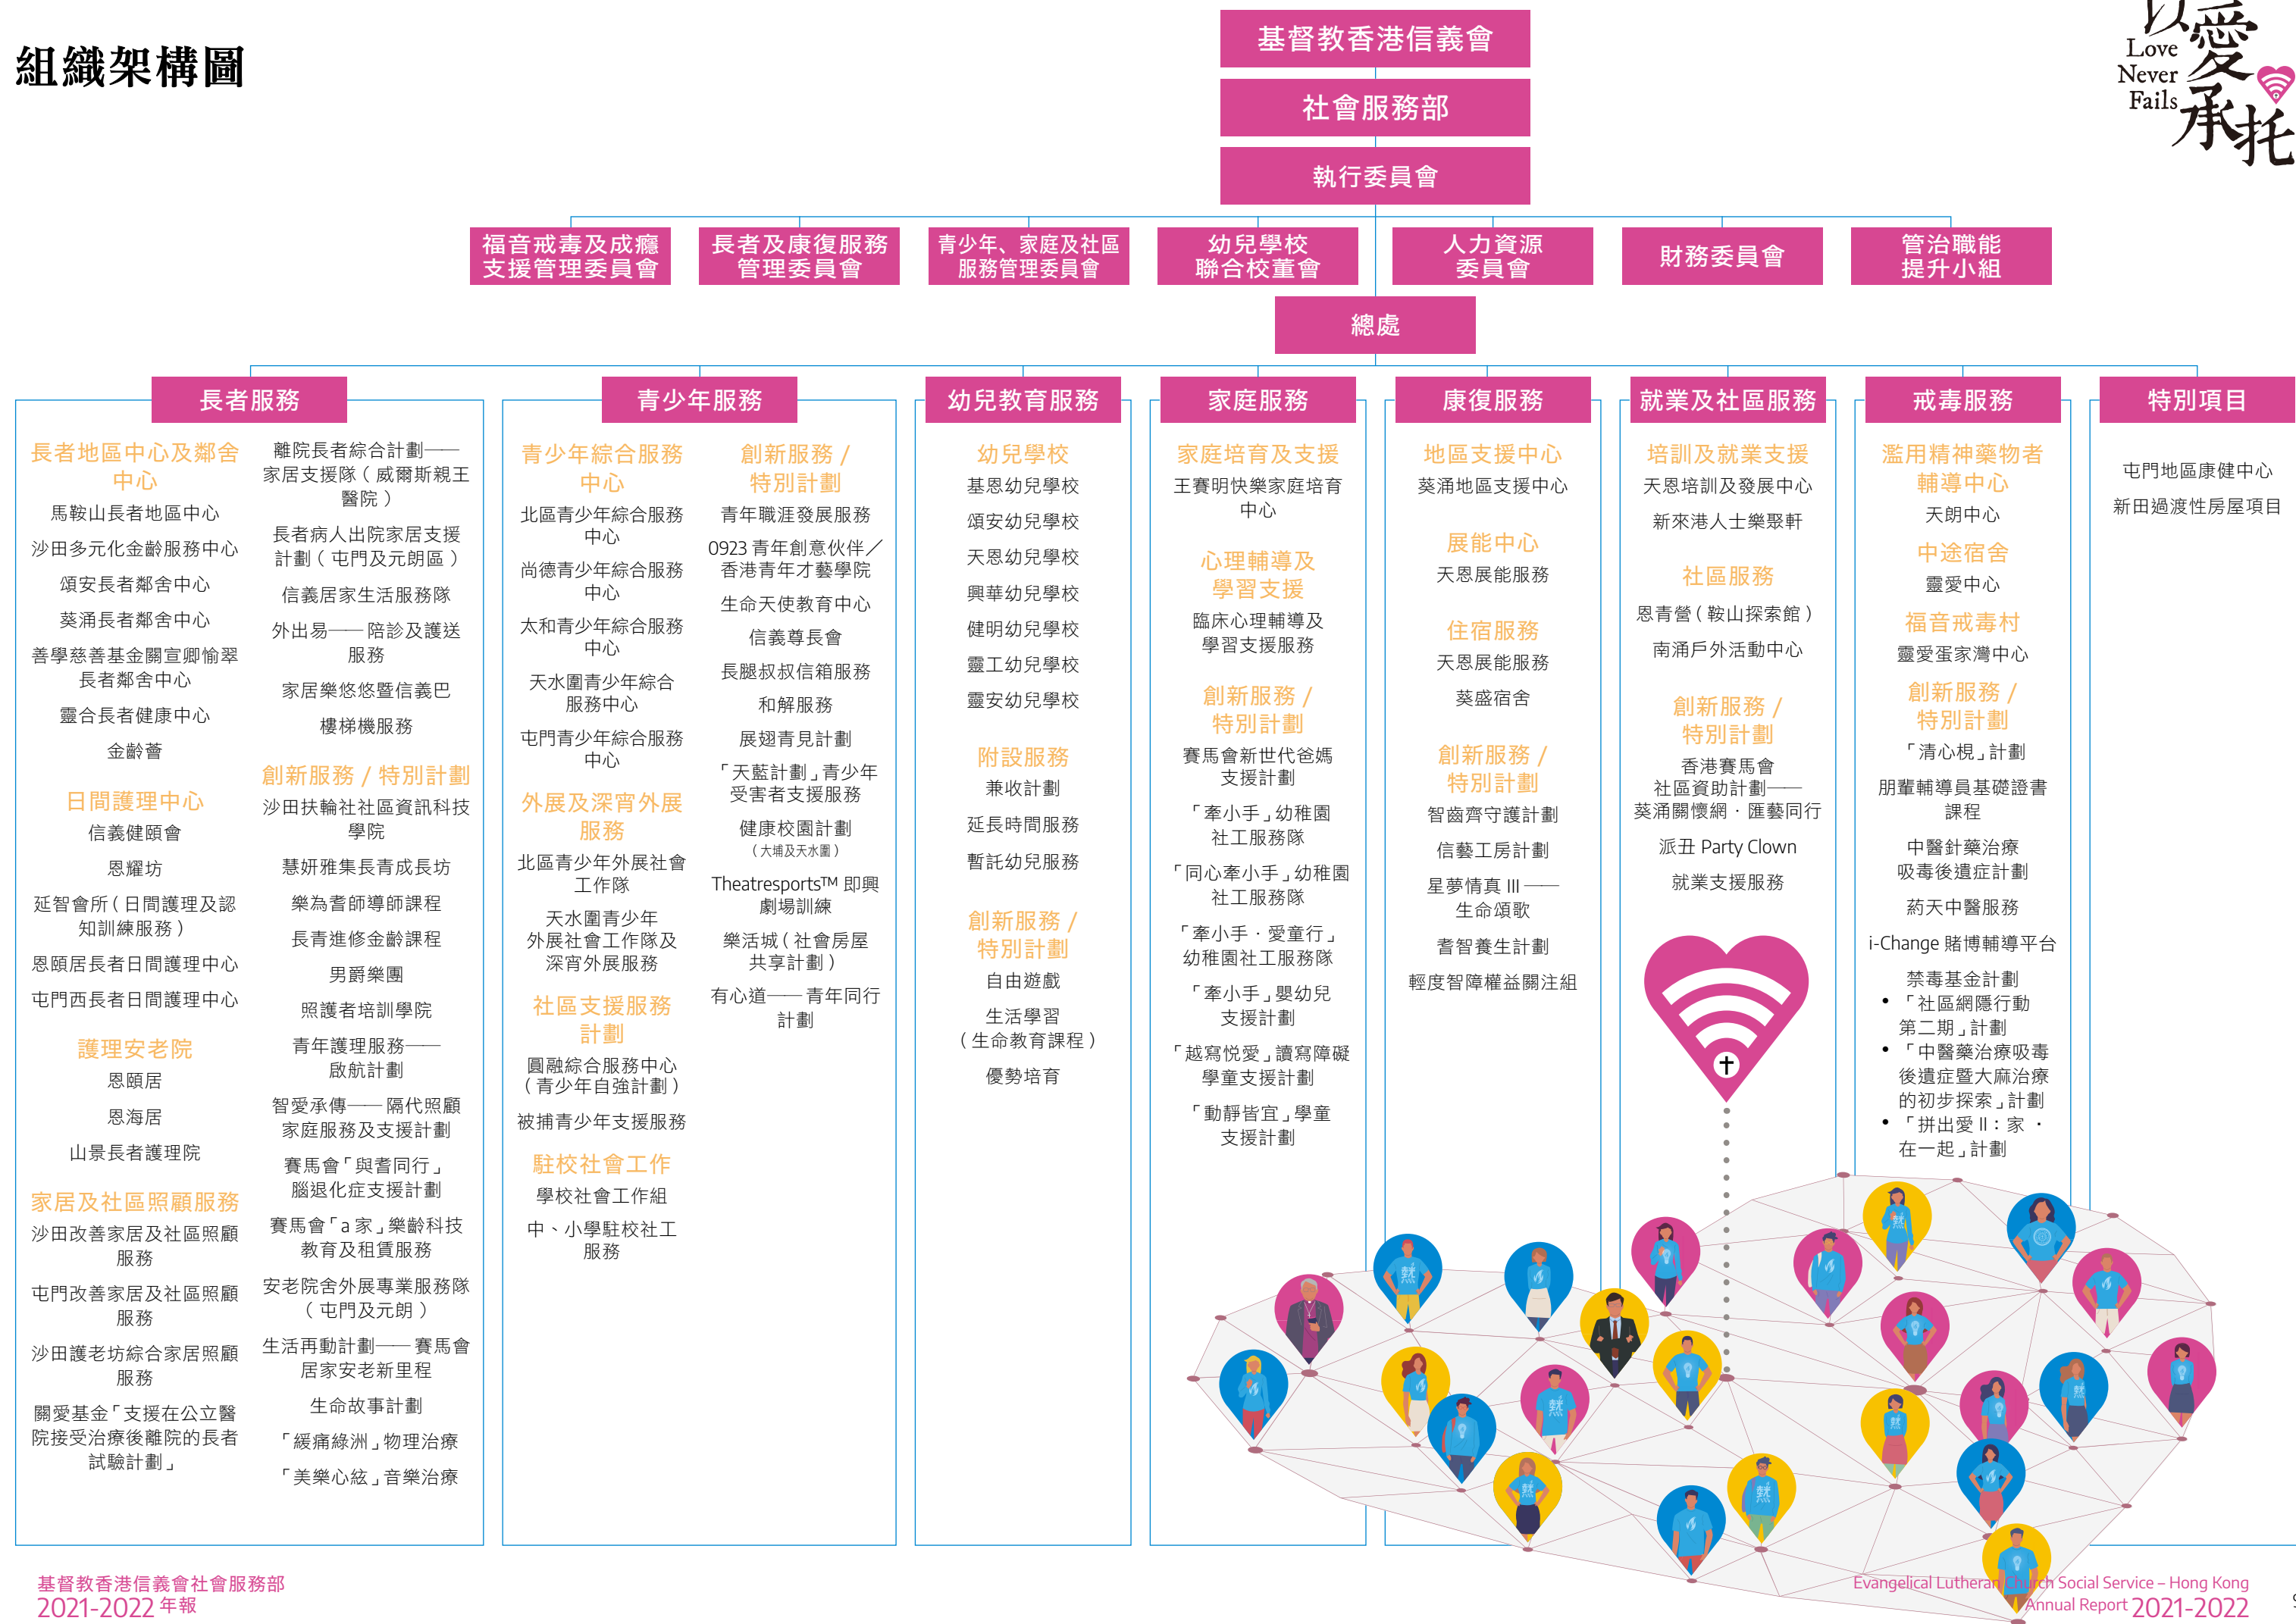 組織架構圖
以愛
承托
Love
Never
Fails
基督教香港信義會
社會服務部
執行委員會
福音戒毒及成癮
支援管理委員會
長者及康復服務
管理委員會
青少年、家庭及社區
服務管理委員會
幼兒學校
聯合校董會
人力資源
委員會
財務委員會
管治職能
提升小組
總處
長者服務
長者地區中心及鄰舍
中心
馬鞍山長者地區中心
沙田多元化金齡服務中心
頌安長者鄰舍中心
葵涌長者鄰舍中心
善學慈善基金關宣卿愉翠
長者鄰舍中心
靈合長者健康中心
金齡薈
日間護理中心
信義健頤會
恩耀坊
延智會所（日間護理及認
知訓練服務）
恩頤居長者日間護理中心
屯門西長者日間護理中心
護理安老院
恩頤居
恩海居
山景長者護理院
家居及社區照顧服務
沙田改善家居及社區照顧
服務
屯門改善家居及社區照顧
服務
沙田護老坊綜合家居照顧
服務
關愛基金「支援在公立醫
院接受治療後離院的長者
試驗計劃」
離院長者綜合計劃——
家居支援隊（威爾斯親王
醫院）
長者病人出院家居支援
計劃（屯門及元朗區）
信義居家生活服務隊
外出易——陪診及護送
服務
家居樂悠悠暨信義巴
樓梯機服務
創新服務 / 特別計劃
沙田扶輪社社區資訊科技
學院
慧妍雅集長青成長坊
樂為耆師導師課程
長青進修金齡課程
男爵樂團
照護者培訓學院
青年護理服務——
啟航計劃
智愛承傳——隔代照顧
家庭服務及支援計劃
賽馬會「與耆同行」
腦退化症支援計劃
賽馬會「a 家」樂齡科技
教育及租賃服務
安老院舍外展專業服務隊
（屯門及元朗）
生活再動計劃——賽馬會
居家安老新里程
生命故事計劃
「緩痛綠洲」物理治療
「美樂心絃」音樂治療
青少年服務
青少年綜合服務
中心
北區青少年綜合服務
中心
尚德青少年綜合服務
中心
太和青少年綜合服務
中心
天水圍青少年綜合
服務中心
屯門青少年綜合服務
中心
外展及深宵外展
服務
北區青少年外展社會
工作隊
天水圍青少年
外展社會工作隊及
深宵外展服務
社區支援服務
計劃
圓融綜合服務中心
（青少年自強計劃）
被捕青少年支援服務
駐校社會工作
學校社會工作組
中、小學駐校社工
服務
創新服務 /
特別計劃
青年職涯發展服務
0923 青年創意伙伴／
香港青年才藝學院
生命天使教育中心
信義尊長會
長腿叔叔信箱服務
和解服務
展翅青見計劃
「天藍計劃」青少年
受害者支援服務
健康校園計劃
（大埔及天水圍）
Theatresports™ 即興
劇場訓練
樂活城（社會房屋
共享計劃）
有心道——青年同行
計劃
幼兒教育服務
幼兒學校
基恩幼兒學校
頌安幼兒學校
天恩幼兒學校
興華幼兒學校
健明幼兒學校
靈工幼兒學校
靈安幼兒學校
附設服務
兼收計劃
延長時間服務
暫託幼兒服務
創新服務 /
特別計劃
自由遊戲
生活學習
（生命教育課程）
優勢培育
家庭服務
家庭培育及支援
王賽明快樂家庭培育
中心
心理輔導及
學習支援
臨床心理輔導及
學習支援服務
創新服務 /
特別計劃
賽馬會新世代爸媽
支援計劃
「牽小手」幼稚園
社工服務隊
「同心牽小手」幼稚園
社工服務隊
「牽小手．愛童行」
幼稚園社工服務隊
「牽小手」嬰幼兒
支援計劃
「越寫悦愛」讀寫障礙
學童支援計劃
「動靜皆宜」學童
支援計劃
康復服務
地區支援中心
葵涌地區支援中心
展能中心
天恩展能服務
住宿服務
天恩展能服務
葵盛宿舍
創新服務 /
特別計劃
智齒齊守護計劃
信藝工房計劃
星夢情真 III ——
生命頌歌
耆智養生計劃
輕度智障權益關注組
就業及社區服務
培訓及就業支援
天恩培訓及發展中心
新來港人士樂聚軒
社區服務
恩青營（鞍山探索館）
南涌戶外活動中心
創新服務 /
特別計劃
香港賽馬會
社區資助計劃——
葵涌關懷網．匯藝同行
派丑 Party Clown
就業支援服務
戒毒服務
濫用精神藥物者
輔導中心
天朗中心
中途宿舍
靈愛中心
福音戒毒村
靈愛蛋家灣中心
創新服務 /
特別計劃
「清心梘」計劃
朋輩輔導員基礎證書
課程
中醫針藥治療
吸毒後遺症計劃
葯天中醫服務
i-Change 賭博輔導平台
禁毒基金計劃
• 「社區網隱行動
第二期」計劃
• 「中醫藥治療吸毒
後遺症暨大麻治療
的初步探索」計劃
• 「拼出愛 II：家 ．
在一起」計劃
特別項目
屯門地區康健中心
新田過渡性房屋項目
基督教香港信義會社會服務部
2021-2022 年報
Evangelical Lutheran Church Social Service – Hong Kong
Annual Report 2021-2022